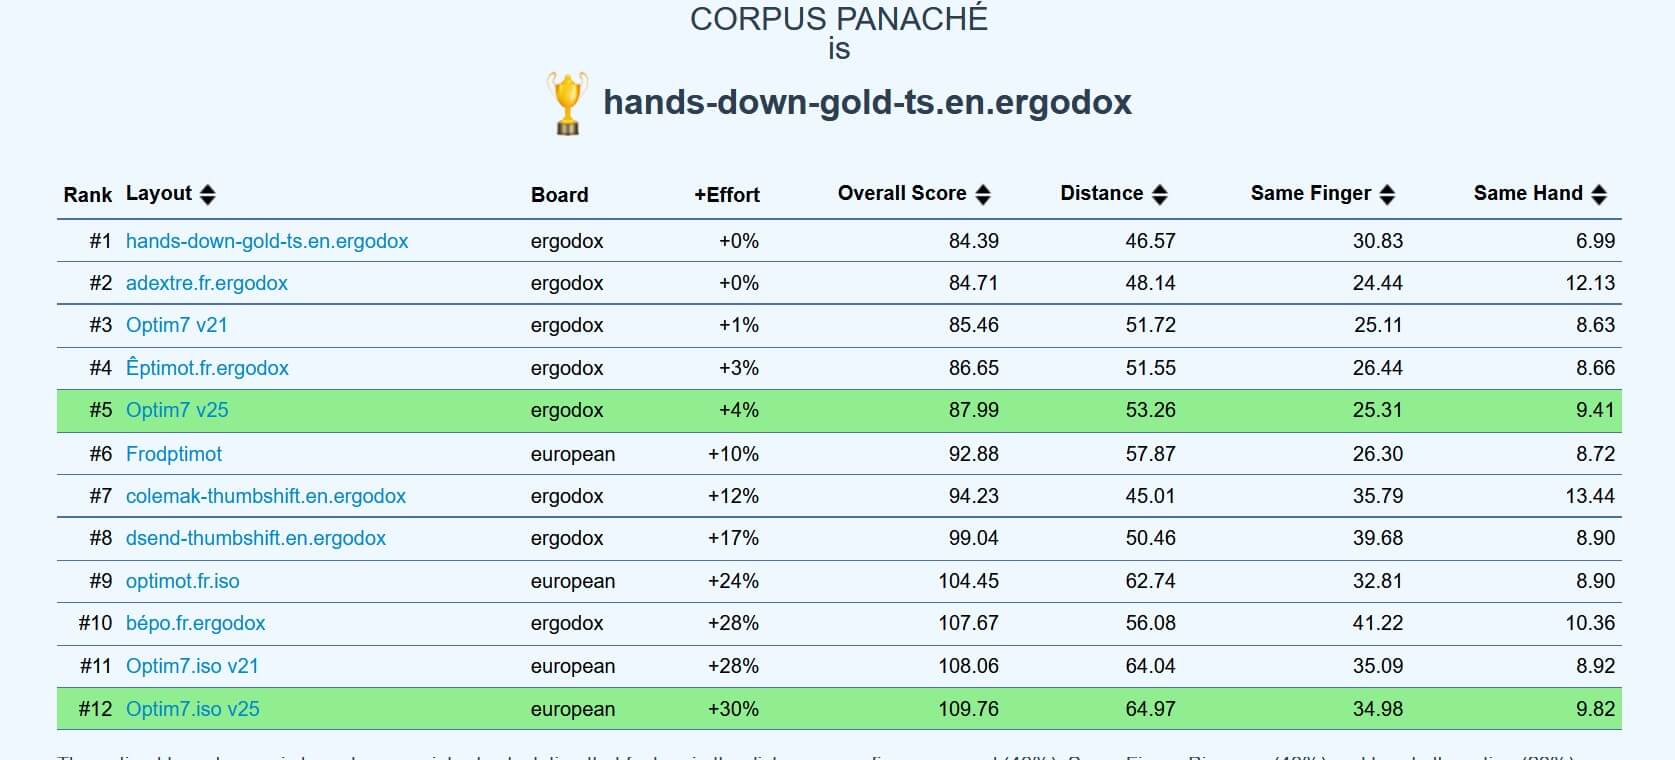 CORPUS PANACHÉ
is
hands-down-gold-ts.en.ergodox
Rank Layout Board +Effort Overall Score Distance Same Finger Same Hand
#1 hands-down-gold-ts.en.ergodox ergodox +0% 84.39 46.57 30.83 6.99
#2 adextre.fr.ergodox ergodox +0% 84.71 48.14 24.44 12.13
#3 Optim7 v21 ergodox +1% 85.46 51.72 25.11 8.63
#4 Êptimot.fr.ergodox ergodox +3% 86.65 51.55 26.44 8.66
#5 Optim7 v25 ergodox +4% 87.99 53.26 25.31 9.41
#6 Frodptimot european +10% 92.88 57.87 26.30 8.72
#7 colemak-thumbshift.en.ergodox ergodox +12% 94.23 45.01 35.79 13.44
#8 dsend-thumbshift.en.ergodox ergodox +17% 99.04 50.46 39.68 8.90
#9 optimot.fr.iso european +24% 104.45 62.74 32.81 8.90
#10 bépo.fr.ergodox ergodox +28% 107.67 56.08 41.22 10.36
#11 Optim7.iso v21 european +28% 108.06 64.04 35.09 8.92
#12 Optim7.iso v25 european +30% 109.76 64.97 34.98 9.82